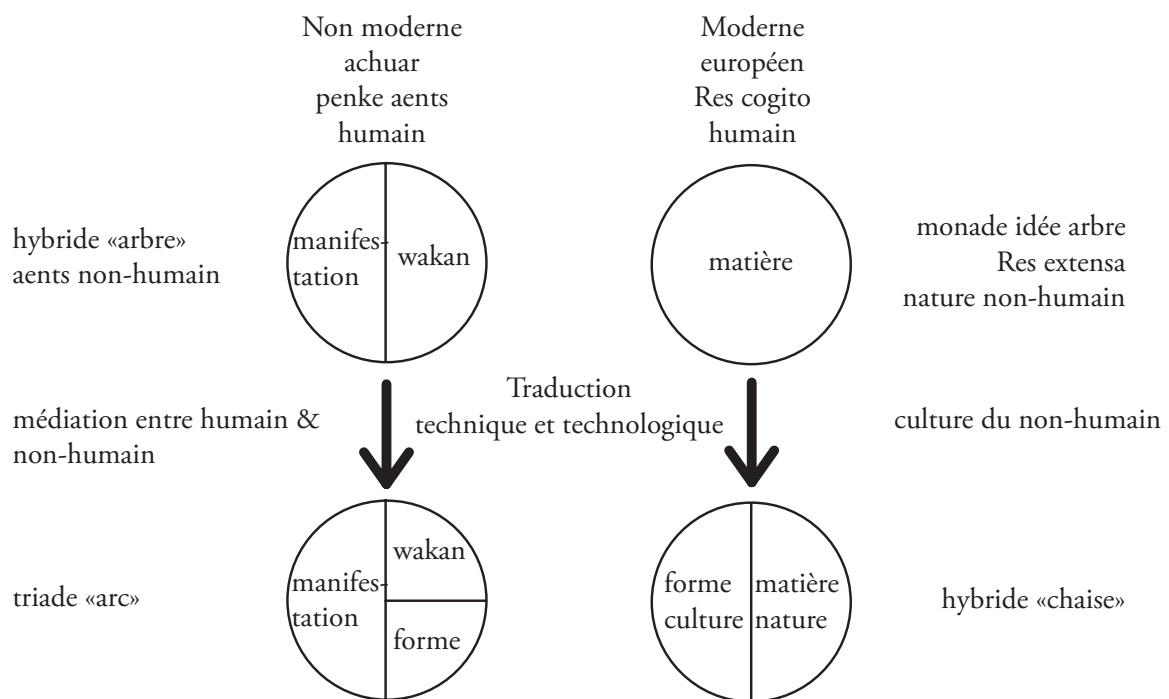 Non moderne
achuar
penke aents
humain
Moderne
européen
Res cogito
humain
hybride «arbre»
aents non-humain
manifes-
tation
wakan
matière
monade idée arbre
Res extensa
nature non-humain
médiation entre humain &
non-humain
Traduction
technique et technologique
culture du non-humain
triade «arc»
manifes-
tation
wakan
forme
forme
culture
matière
nature
hybride «chaise»